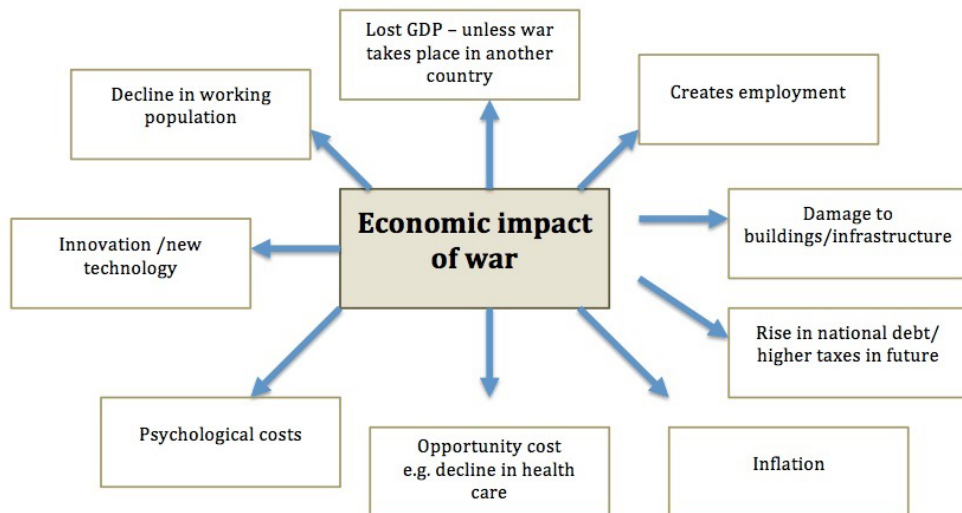 Lost GDP – unless war
takes place in another
country
Decline in working
population
Creates employment
Economic impact
of war
Damage to
buildings/infrastructure
Innovation /new
technology
Rise in national debt/
higher taxes in future
Psychological costs
Opportunity cost
e.g. decline in health
care
Inflation